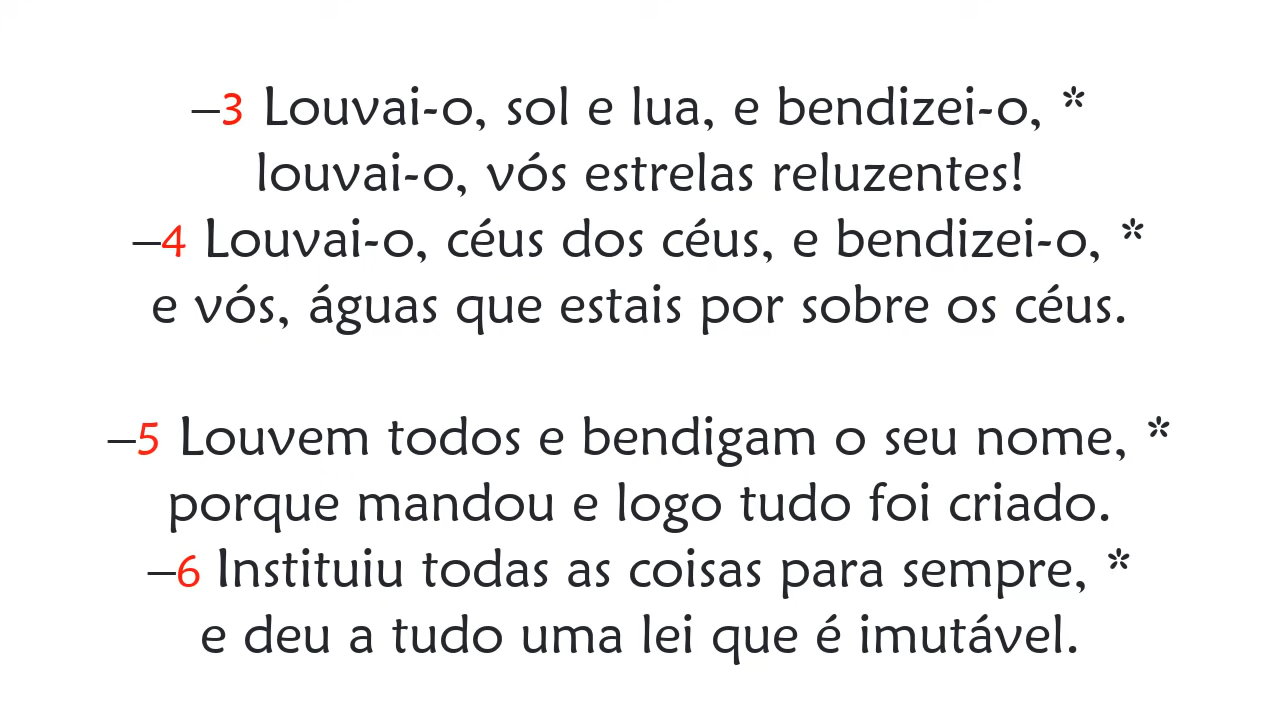 –3 Louvai-o, sol e lua, e bendizei-o, *
louvai-o, vós estrelas reluzentes!
–4 Louvai-o, céus dos céus, e bendizei-o, *
e vós, águas que estais por sobre os céus.
–5 Louvem todos e bendigam o seu nome, *
porque mandou e logo tudo foi criado.
–6 Instituiu todas as coisas para sempre, *
e deu a tudo uma lei que é imutável.